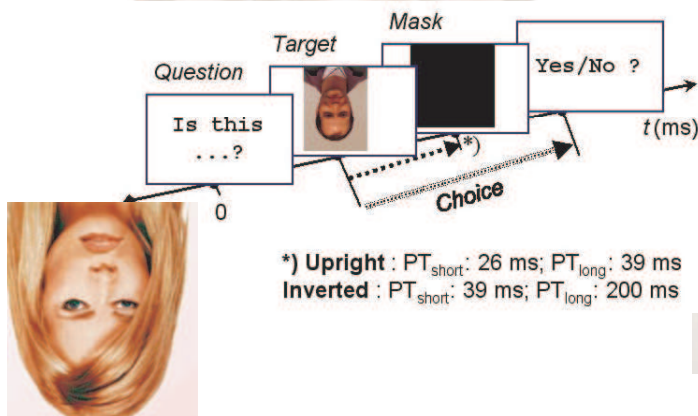 Mask
Target
Question
Yes/No ?
Is this
...?
t (ms)
*)
Choice
0
*) Upright : PTshort: 26 ms; PTlong: 39 ms
Inverted : PTshort: 39 ms; PTlong: 200 ms